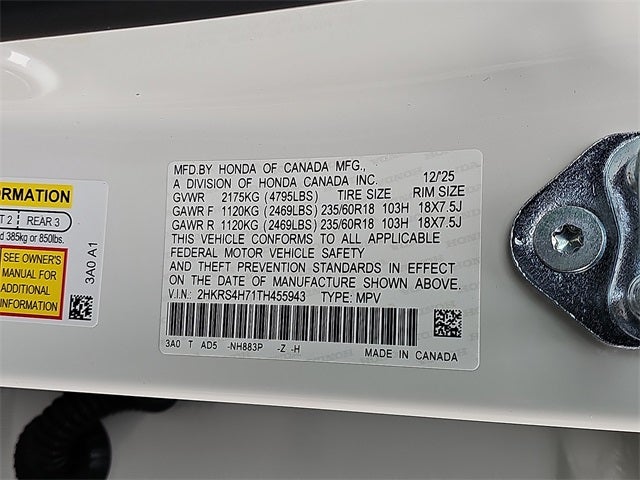 ORMATION
T 2 REAR 3
d 385kg or 850lbs.
SEE OWNER'S
MANUAL FOR
ADDITIONAL
INFORMATION
3A0 A1
MFD.BY HONDA OF CANADA MFG.,
A DIVISION OF HONDA CANADA INC. 12/'25
GVWR 2175KG (4795LBS) TIRE SIZE RIM SIZE
GAWR F 1120KG (2469LBS) 235/60R18 103H 18X7.5J
GAWR R 1120KG (2469LBS) 235/60R18 103H 18X7.5J
THIS VEHICLE CONFORMS TO ALL APPLICABLE
FEDERAL MOTOR VEHICLE SAFETY
AND THEFT PREVENTION STANDARDS IN EFFECT
ON THE DATE OF MANUFACTURE SHOWN ABOVE.
V.I.N.: 2HKRS4H71TH455943 TYPE: MPV
3A0 T AD5 -NH883P -Z -H
MADE IN CANADA